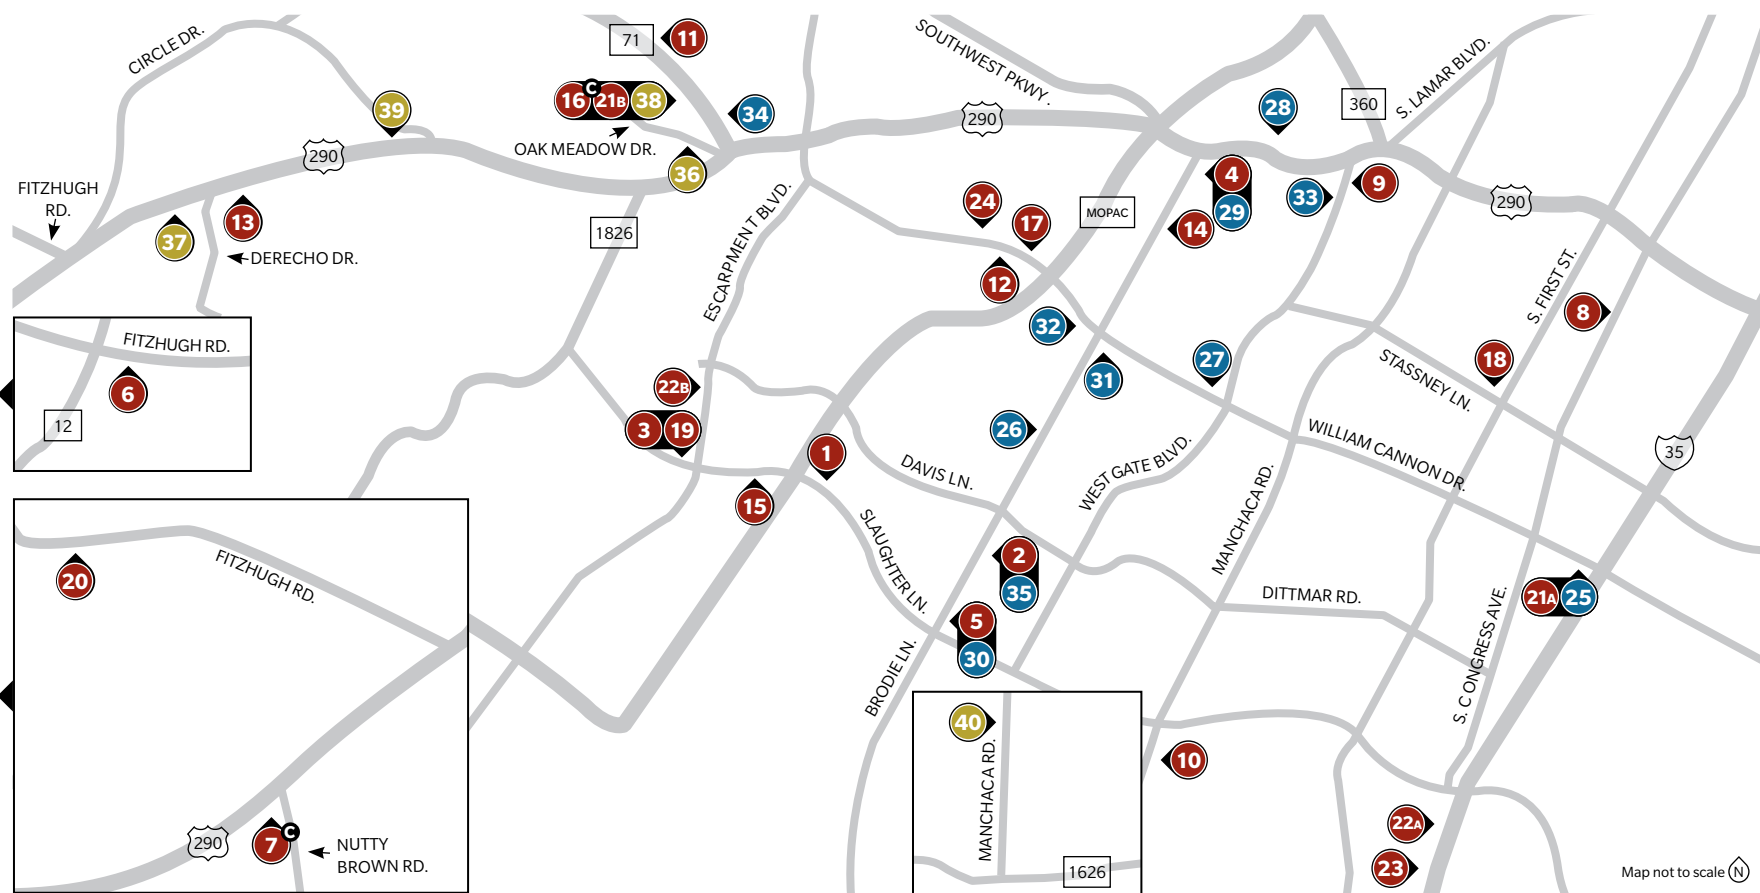 CIRCLE DR.
71
11
SOUTHWEST PKWY.
S. LAMAR BLVD.
39
16
C
21B
38
34
290
28
360
OAK MEADOW DR.
290
36
FITZHUGH
RD.
37
13
DERECHO DR.
1826
ESCARPMENT BLVD.
24
17
MOPAC
12
4
29
14
33
9
290
S. FIRST ST.
8
FITZHUGH RD.
6
12
32
31
27
18
STASSNEY LN.
22B
3
19
1
15
26
DAVIS LN.
WEST GATE BLVD.
MANCHACA RD.
WILLIAM CANNON DR.
35
20
FITZHUGH RD.
SLAUGHTER LN.
2
35
5
30
DITTMAR RD.
21A
25
S. CONGRESS AVE.
BRODIE LN.
290
7
C
NUTTY
BROWN RD.
40
MANCHACA RD.
1626
10
22A
23
Map not to scale N